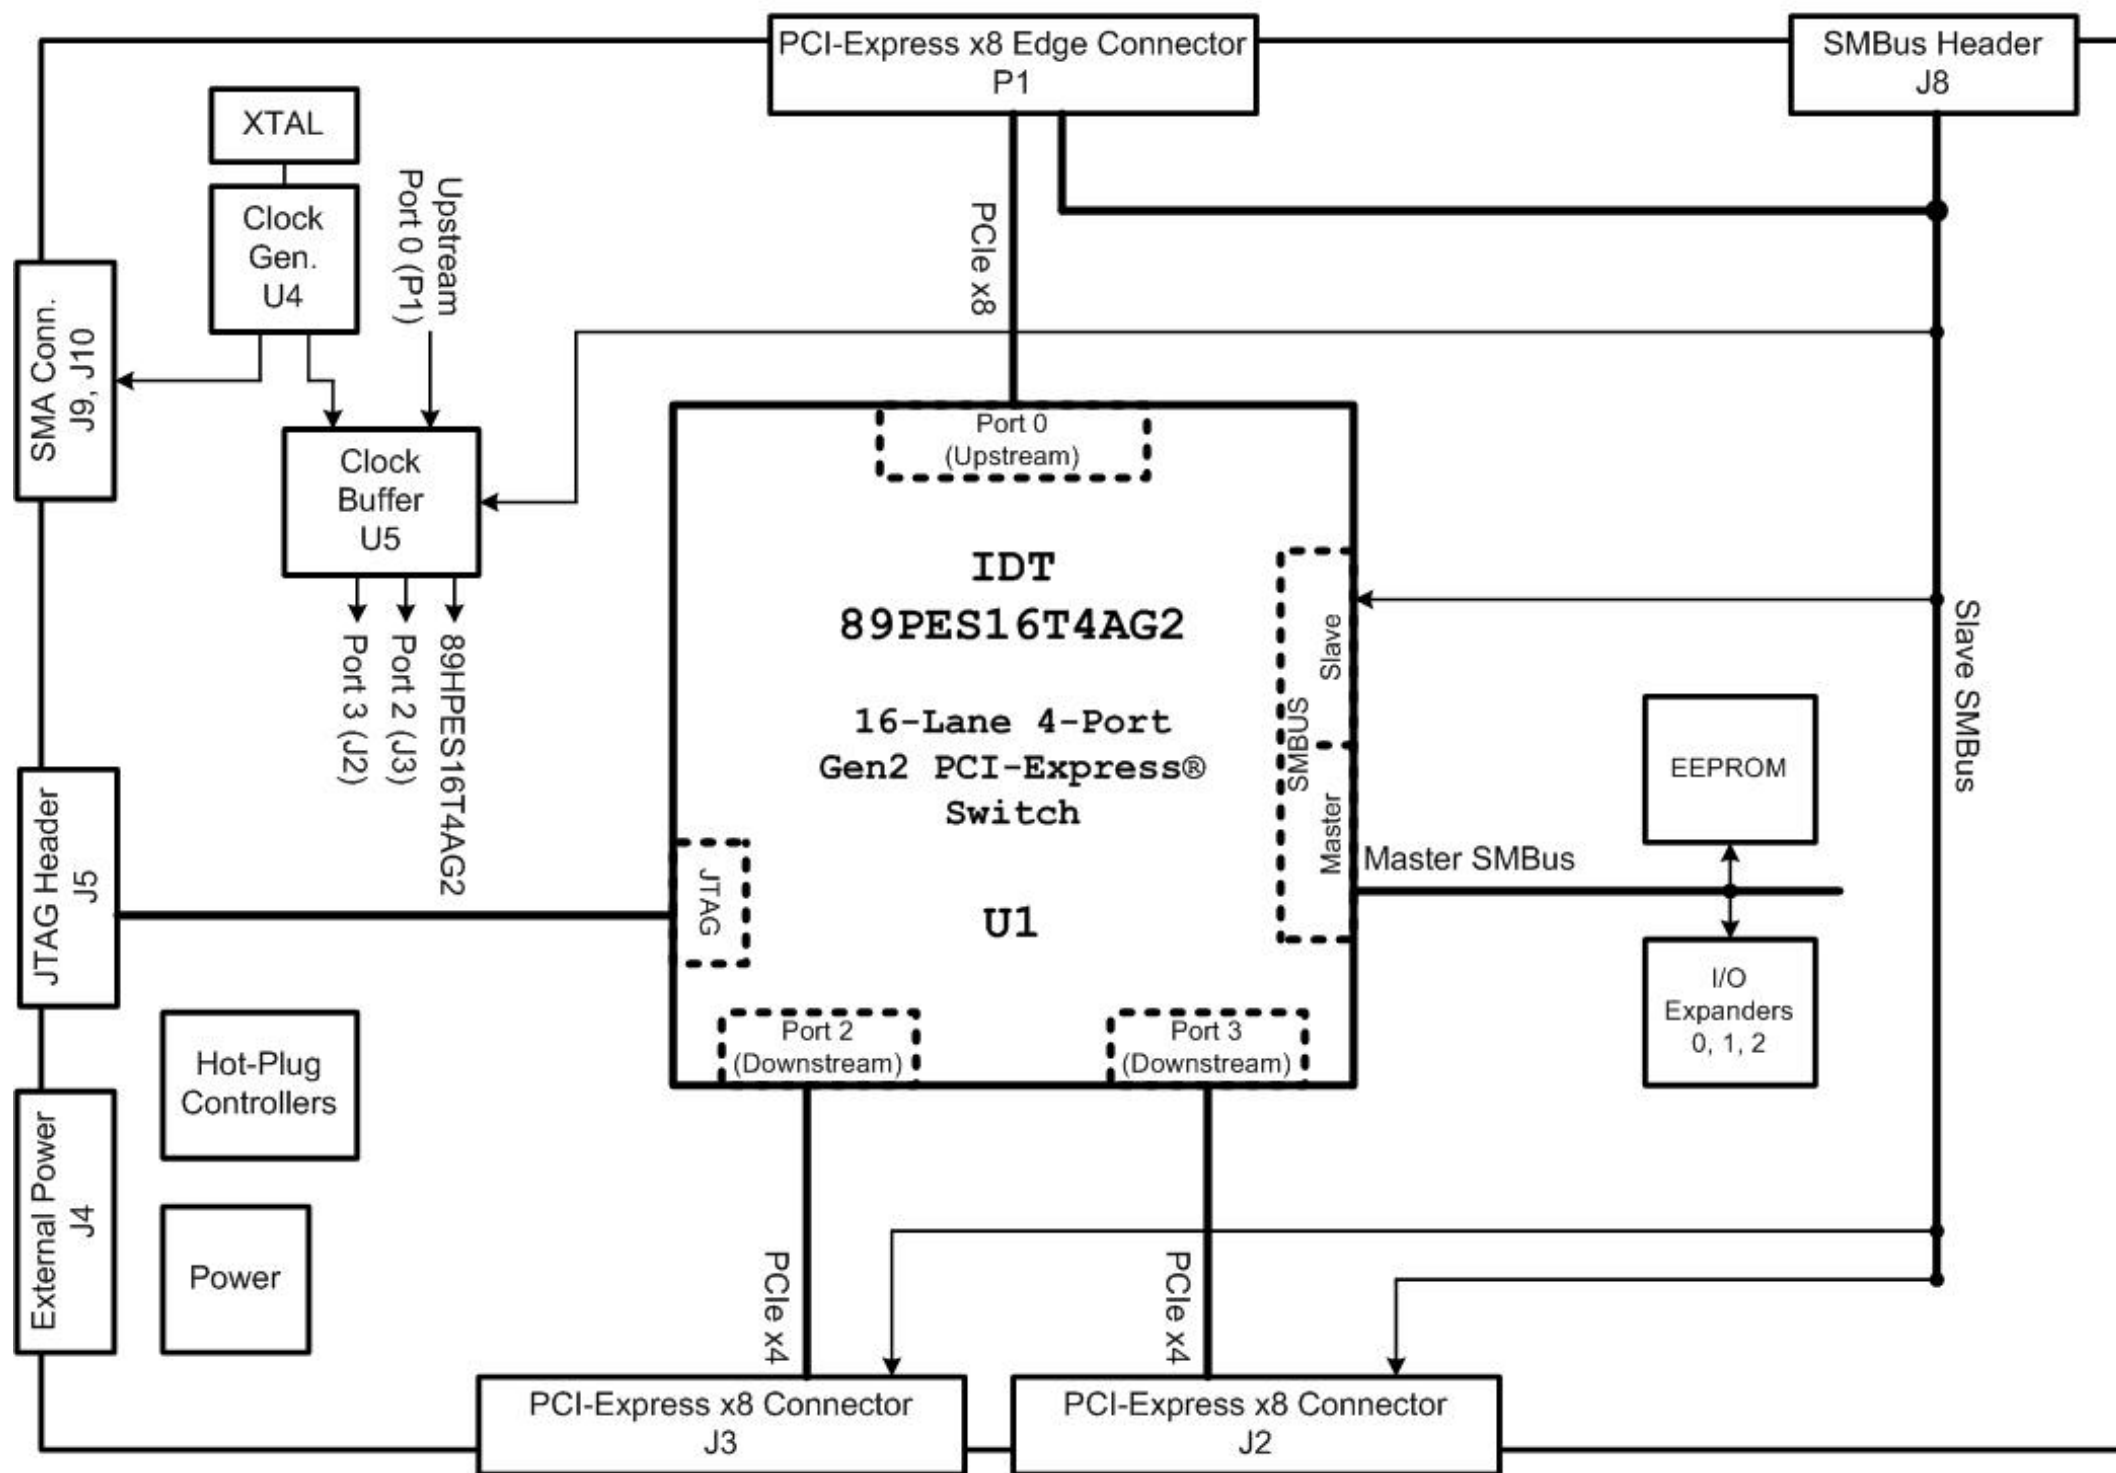 PCI-Express x8 Edge Connector
P1
SMBus Header
J8
XTAL
Clock
Gen.
U4
Upstream
Port 0 (P1)
PCIe x8
SMA Conn.
J9, J10
Clock
Buffer
U5
Port 0
(Upstream)
IDT
89PES16T4AG2
16-Lane 4-Port
Gen2 PCI-Express®
Switch
U1
Slave
SMBUS
Master
Slave SMBus
Port 3 (J2)
Port 2 (J3)
89HPES16T4AG2
EEPROM
Master SMBus
JTAG Header
J5
JTAG
I/O
Expanders
0, 1, 2
Hot-Plug
Controllers
Port 2
(Downstream)
Port 3
(Downstream)
External Power
J4
Power
PCIe x4
PCIe x4
PCI-Express x8 Connector
J3
PCI-Express x8 Connector
J2